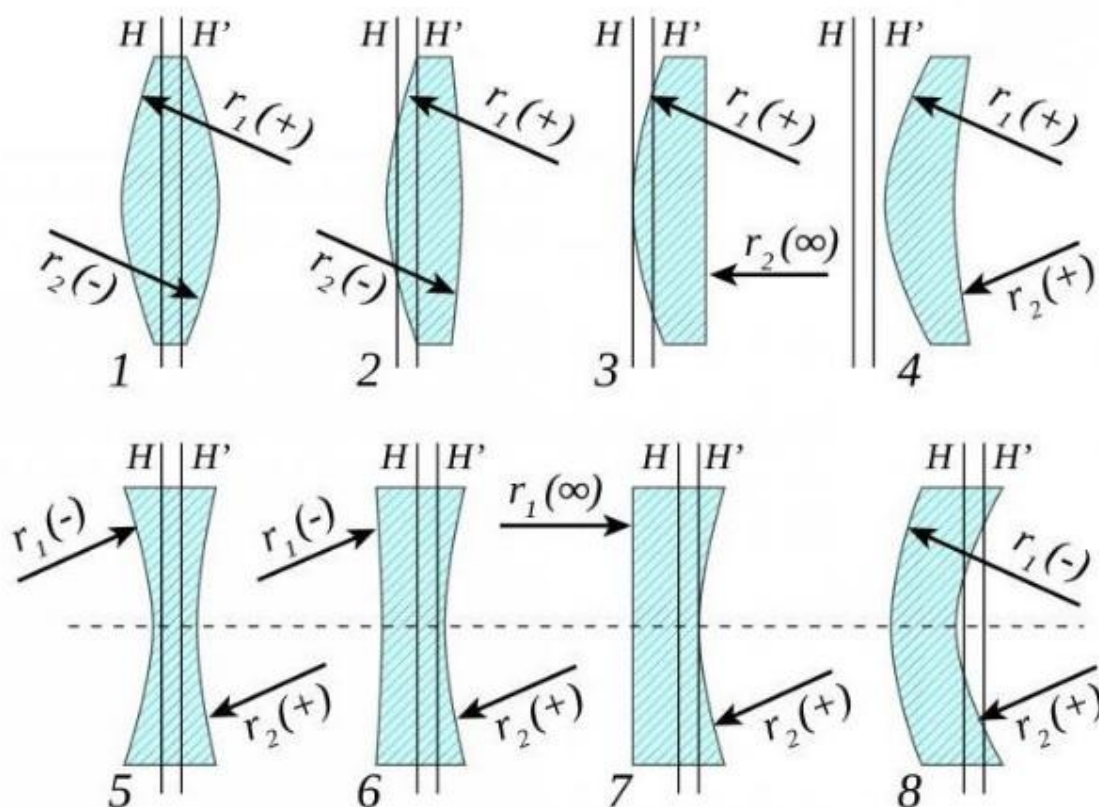 H H’ H H’ H H’ H H’
r₁(+) r₁(+) r₁(+) r₁(+)
r₂(-) r₂(-) r₂(∞) r₂(+)
1 2 3 4
H H’ H H’ H H’ H H’
r₁(-) r₁(-) r₁(∞) r₁(-)
r₂(+) r₂(+) r₂(+) r₂(+)
5 6 7 8